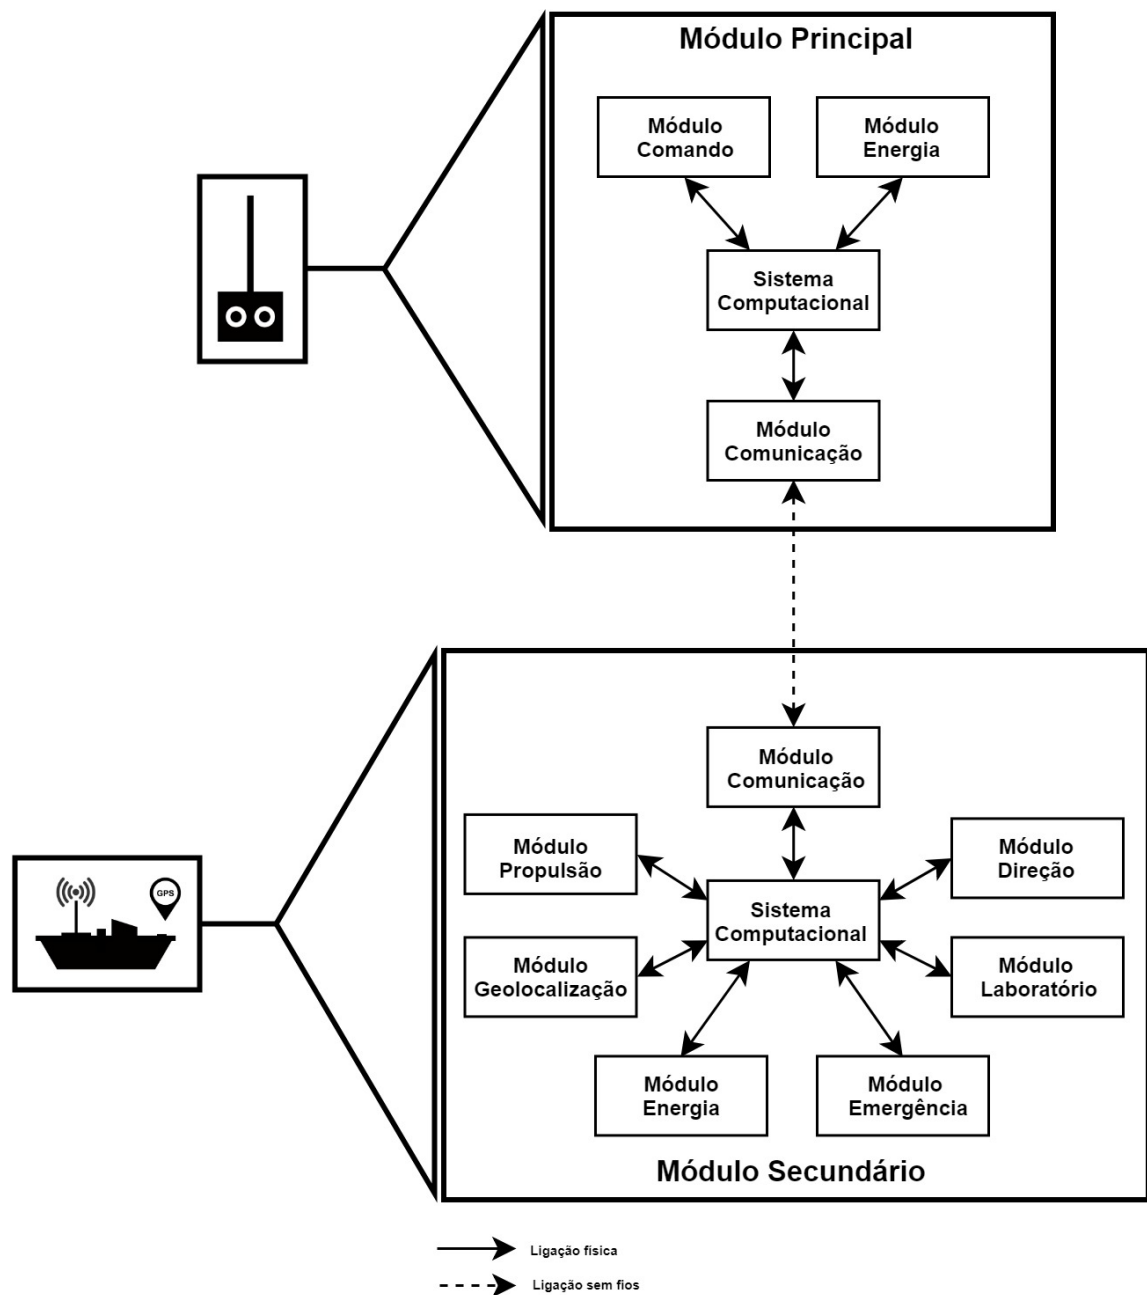 Módulo Principal
Módulo
Comando
Módulo
Energia
Sistema
Computacional
Módulo
Comunicação
Módulo
Comunicação
Módulo
Propulsão
Módulo
Direção
Sistema
Computacional
GPS
Módulo
Geolocalização
Módulo
Laboratório
Módulo
Energia
Módulo
Emergência
Módulo Secundário
Ligação física
Ligação sem fios